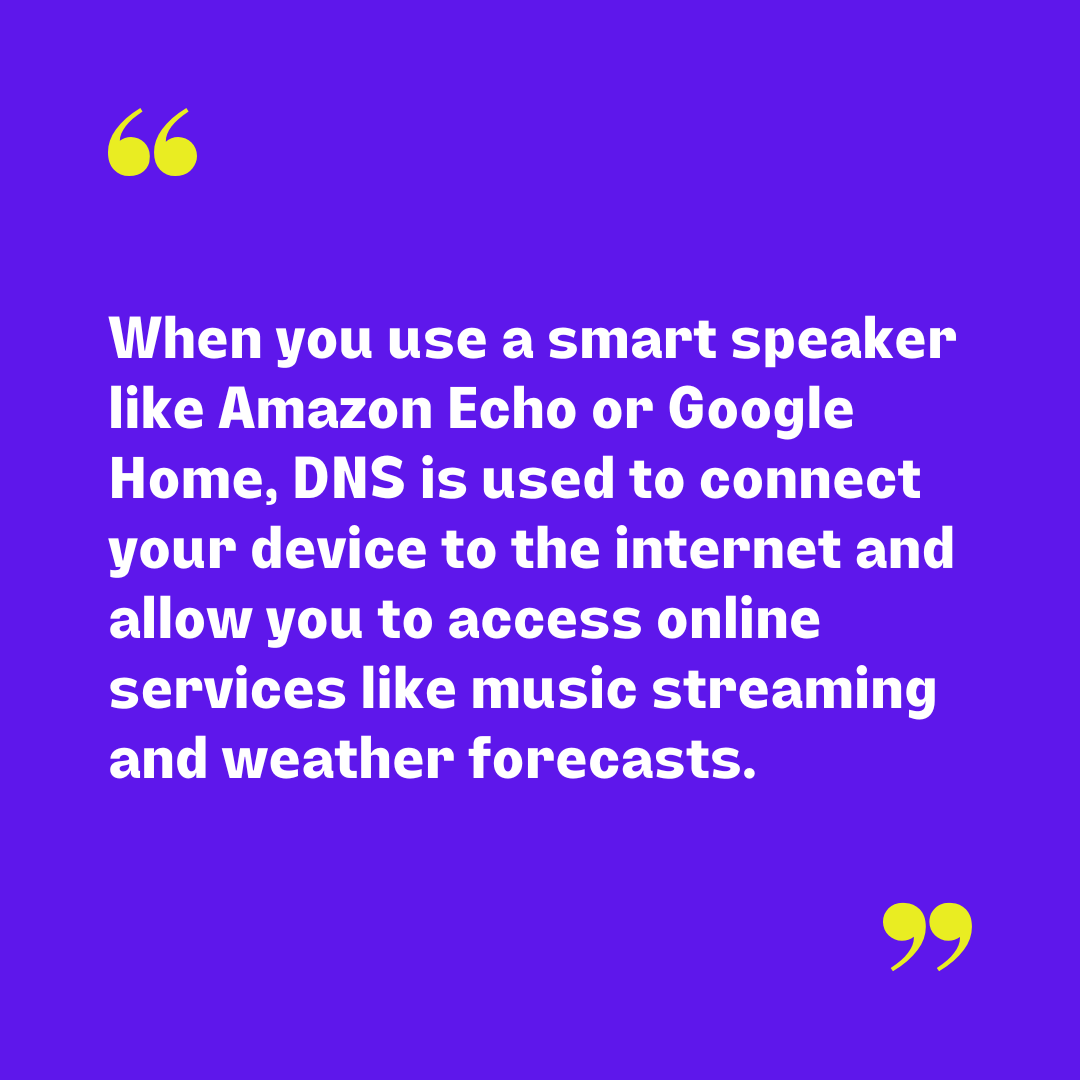 “
When you use a smart speaker
like Amazon Echo or Google
Home, DNS is used to connect
your device to the internet and
allow you to access online
services like music streaming
and weather forecasts.
”